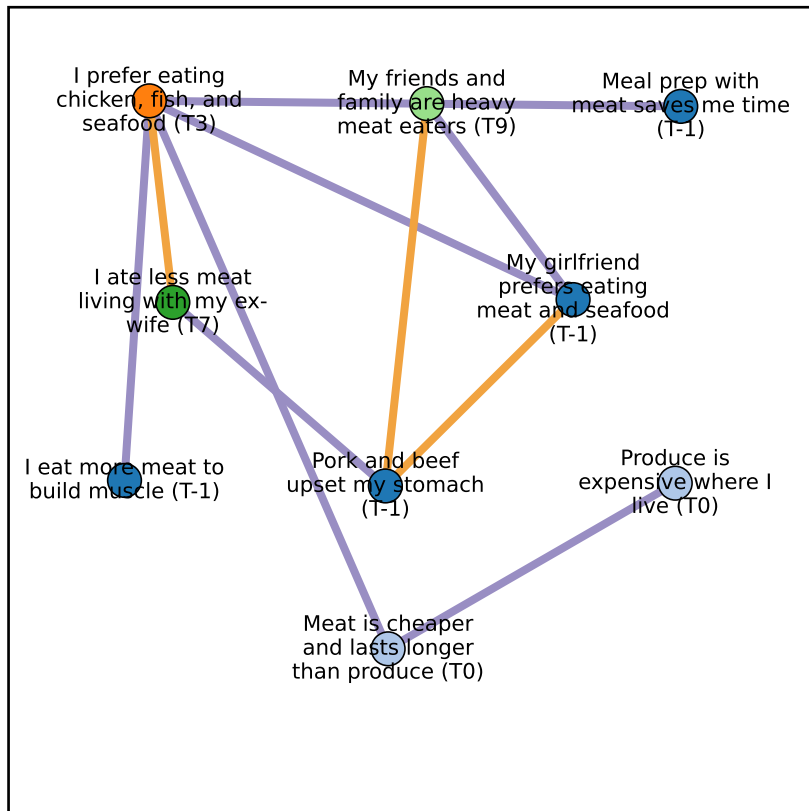 I prefer eating
chicken, fish, and
seafood (T3)
My friends and
family are heavy
meat eaters (T9)
Meal prep with
meat saves me time
(T-1)
I ate less meat
living with my ex-
wife (T7)
My girlfriend
prefers eating
meat and seafood
(T-1)
I eat more meat to
build muscle (T-1)
Pork and beef
upset my stomach
(T-1)
Produce is
expensive where I
live (T0)
Meat is cheaper
and lasts longer
than produce (T0)